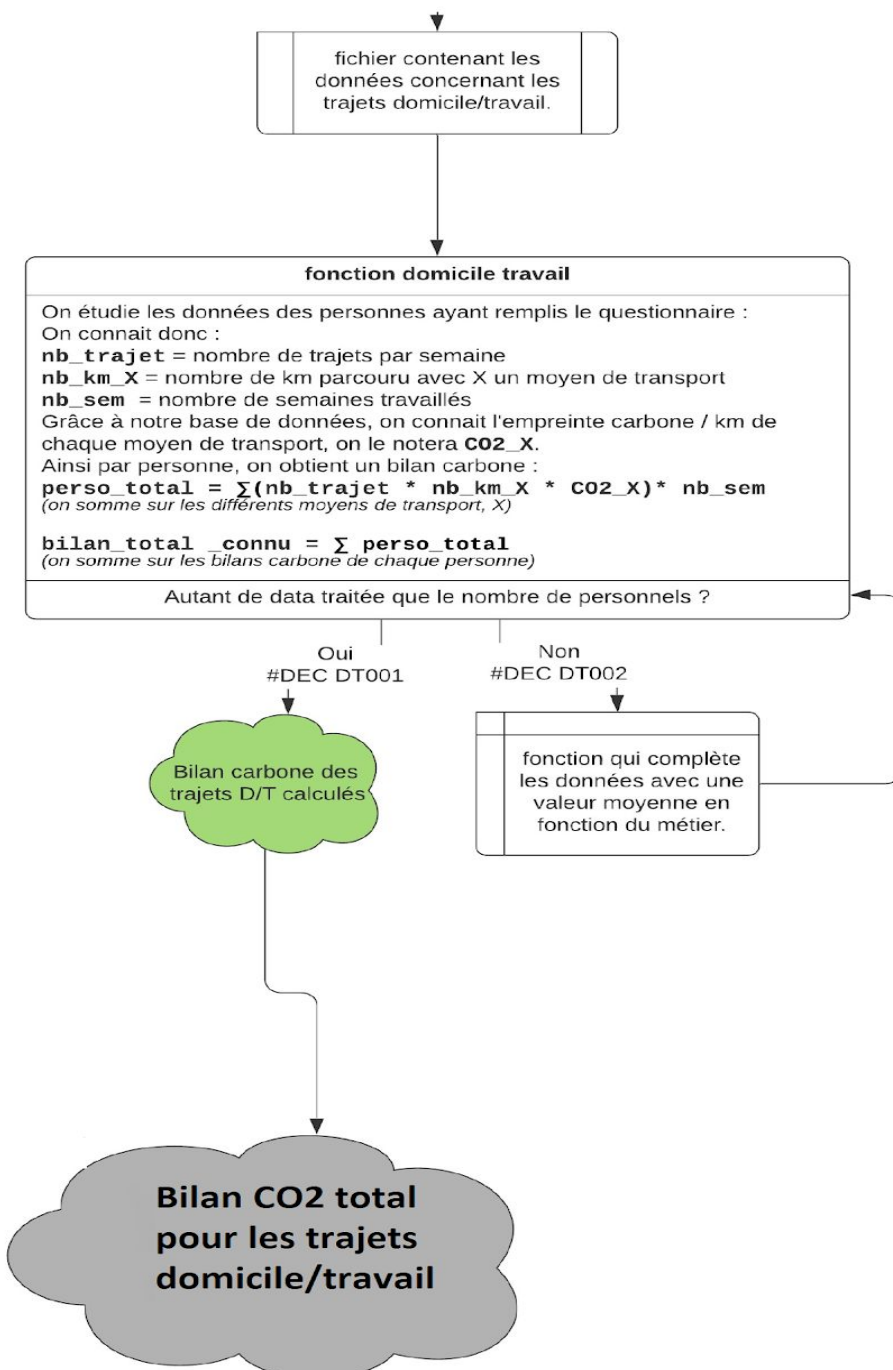 fichier contenant les
données concernant les
trajets domicile/travail.
fonction domicile travail
On étudie les données des personnes ayant remplis le questionnaire :
On connait donc :
nb_trajet = nombre de trajets par semaine
nb_km_X = nombre de km parcouru avec X un moyen de transport
nb_sem = nombre de semaines travaillés
Grâce à notre base de données, on connait l'empreinte carbone / km de
chaque moyen de transport, on le notera CO2_X.
Ainsi par personne, on obtient un bilan carbone :
perso_total = ∑(nb_trajet * nb_km_X * CO2_X)* nb_sem
(on somme sur les différents moyens de transport, X)
bilan_total _connu = ∑ perso_total
(on somme sur les bilans carbone de chaque personne)
Autant de data traitée que le nombre de personnels ?
Oui
#DEC DT001
Non
#DEC DT002
Bilan carbone des
trajets D/T calculés
fonction qui complète
les données avec une
valeur moyenne en
fonction du métier.
Bilan CO2 total
pour les trajets
domicile/travail